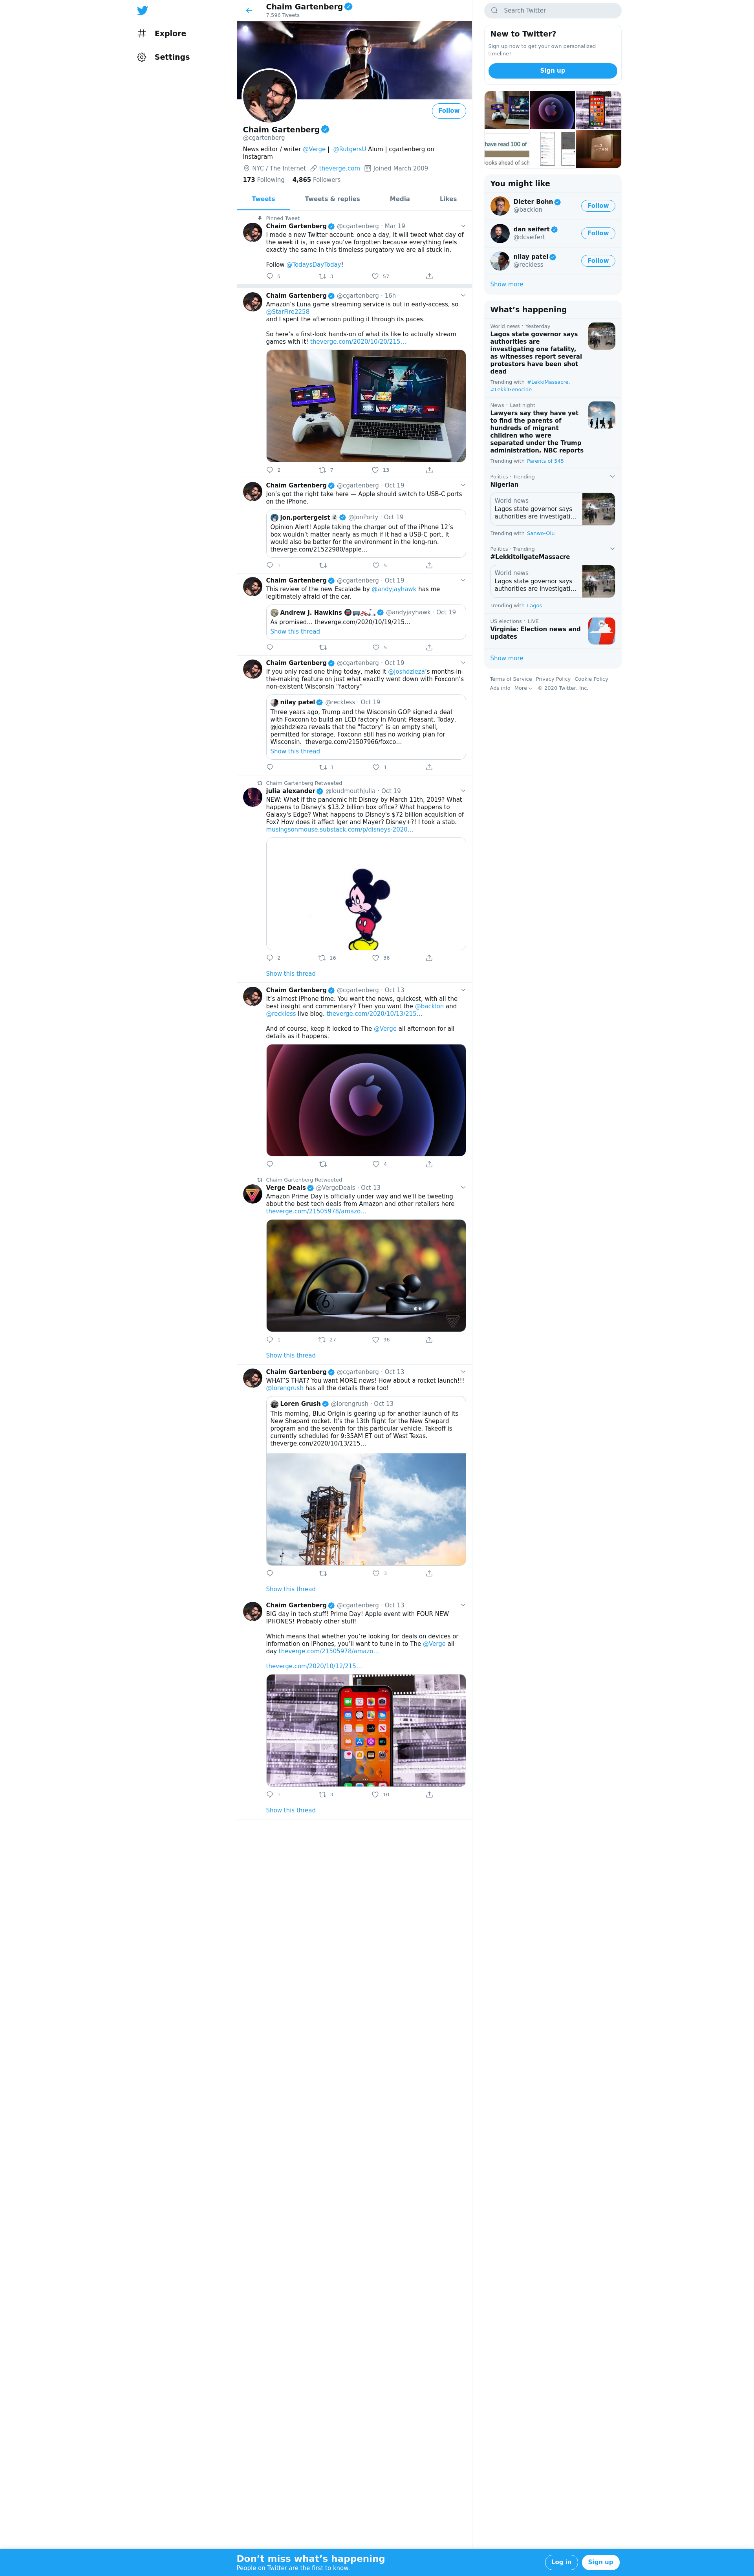 Explore
Settings
Chaim Gartenberg
7,596 Tweets
Follow
Chaim Gartenberg
@cgartenberg
News editor / writer @Verge | @RutgersU Alum | cgartenberg on
Instagram
NYC / The Internet theverge.com Joined March 2009
173 Following 4,865 Followers
Tweets Tweets & replies Media Likes
Pinned Tweet
Chaim Gartenberg @cgartenberg · Mar 19
I made a new Twitter account: once a day, it will tweet what day of
the week it is, in case you’ve forgotten because everything feels
exactly the same in this timeless purgatory we are all stuck in.
Follow @TodaysDayToday!
5 3 57
Chaim Gartenberg @cgartenberg · 16h
Amazon’s Luna game streaming service is out in early-access, so
@StarFire2258
and I spent the afternoon putting it through its paces.
So here’s a first-look hands-on of what its like to actually stream
games with it! theverge.com/2020/10/20/215…
2 7 13
Chaim Gartenberg @cgartenberg · Oct 19
Jon’s got the right take here — Apple should switch to USB-C ports
on the iPhone.
jon.portergeist @JonPorty · Oct 19
Opinion Alert! Apple taking the charger out of the iPhone 12’s
box wouldn’t matter nearly as much if it had a USB-C port. It
would also be better for the environment in the long-run.
theverge.com/21522980/apple…
1 5
Chaim Gartenberg @cgartenberg · Oct 19
This review of the new Escalade by @andyjayhawk has me
legitimately afraid of the car.
Andrew J. Hawkins @andyjayhawk · Oct 19
As promised... theverge.com/2020/10/19/215…
Show this thread
5
Chaim Gartenberg @cgartenberg · Oct 19
If you only read one thing today, make it @joshdzieza’s months-in-
the-making feature on just what exactly went down with Foxconn’s
non-existent Wisconsin “factory”
nilay patel @reckless · Oct 19
Three years ago, Trump and the Wisconsin GOP signed a deal
with Foxconn to build an LCD factory in Mount Pleasant. Today,
@joshdzieza reveals that the "factory" is an empty shell,
permitted for storage. Foxconn still has no working plan for
Wisconsin. theverge.com/21507966/foxco…
Show this thread
1 1
Chaim Gartenberg Retweeted
julia alexander @loudmouthjulia · Oct 19
NEW: What if the pandemic hit Disney by March 11th, 2019? What
happens to Disney's $13.2 billion box office? What happens to
Galaxy's Edge? What happens to Disney's $72 billion acquisition of
Fox? How does it affect Iger and Mayer? Disney+?! I took a stab.
musingsonmouse.substack.com/p/disneys-2020…
2 16 36
Show this thread
Chaim Gartenberg @cgartenberg · Oct 13
It’s almost iPhone time. You want the news, quickest, with all the
best insight and commentary? Then you want the @backlon and
@reckless live blog. theverge.com/2020/10/13/215…
And of course, keep it locked to The @Verge all afternoon for all
details as it happens.
4
Chaim Gartenberg Retweeted
Verge Deals @VergeDeals · Oct 13
Amazon Prime Day is officially under way and we'll be tweeting
about the best tech deals from Amazon and other retailers here
theverge.com/21505978/amazo…
1 27 96
Show this thread
Chaim Gartenberg @cgartenberg · Oct 13
WHAT’S THAT? You want MORE news! How about a rocket launch!!!
@lorengrush has all the details there too!
Loren Grush @lorengrush · Oct 13
This morning, Blue Origin is gearing up for another launch of its
New Shepard rocket. It’s the 13th flight for the New Shepard
program and the seventh for this particular vehicle. Takeoff is
currently scheduled for 9:35AM ET out of West Texas.
theverge.com/2020/10/13/215…
3
Show this thread
Chaim Gartenberg @cgartenberg · Oct 13
BIG day in tech stuff! Prime Day! Apple event with FOUR NEW
IPHONES! Probably other stuff!
Which means that whether you’re looking for deals on devices or
information on iPhones, you’ll want to tune in to The @Verge all
day theverge.com/21505978/amazo…
theverge.com/2020/10/12/215…
1 3 10
Show this thread
Search Twitter
New to Twitter?
Sign up now to get your own personalized
timeline!
Sign up
have read 100 of
ooks ahead of sch
You might like
Dieter Bohn
@backlon
Follow
dan seifert
@dcseifert
Follow
nilay patel
@reckless
Follow
Show more
What’s happening
World news · Yesterday
Lagos state governor says
authorities are
investigating one fatality,
as witnesses report several
protestors have been shot
dead
Trending with #LekkiMassacre,
#LekkiGenocide
News · Last night
Lawyers say they have yet
to find the parents of
hundreds of migrant
children who were
separated under the Trump
administration, NBC reports
Trending with Parents of 545
Politics · Trending
Nigerian
World news
Lagos state governor says
authorities are investigati...
Trending with Sanwo-Olu
Politics · Trending
#LekkitollgateMassacre
World news
Lagos state governor says
authorities are investigati...
Trending with Lagos
US elections · LIVE
Virginia: Election news and
updates
Show more
Terms of Service Privacy Policy Cookie Policy
Ads info More © 2020 Twitter, Inc.
Don’t miss what’s happening
People on Twitter are the first to know.
Log in
Sign up